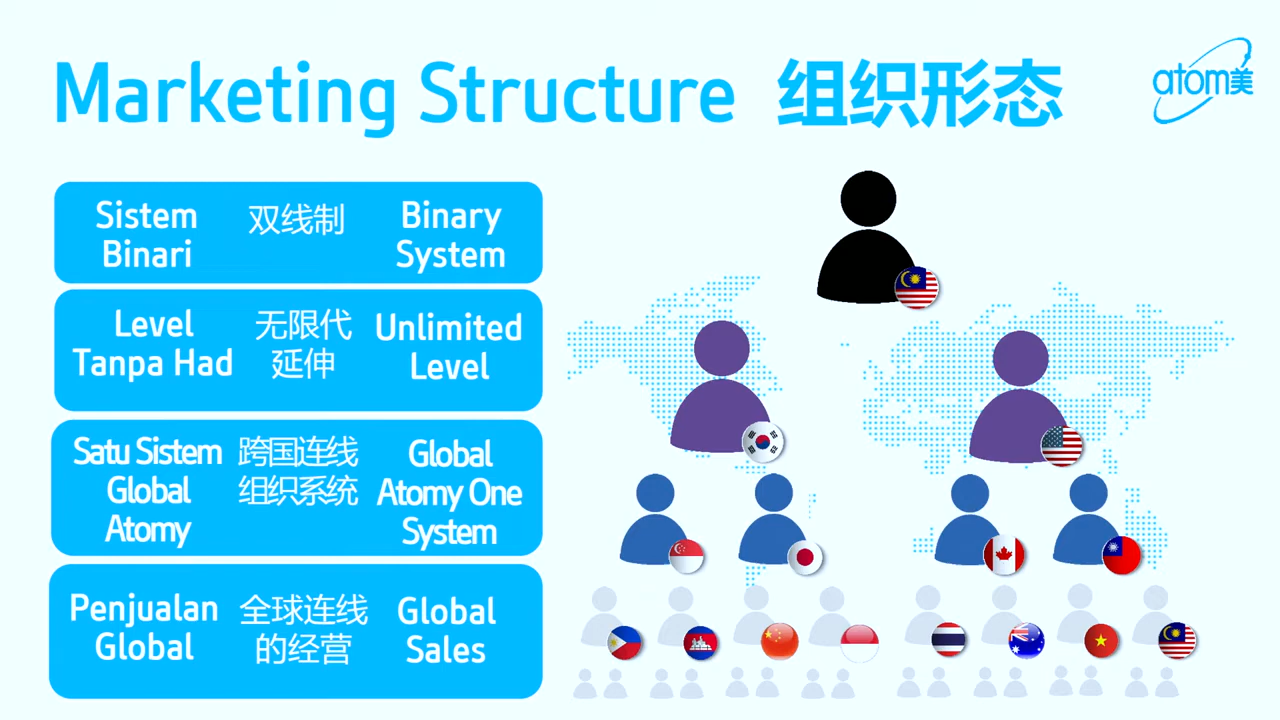 Marketing Structure 组织形态
atom美
Sistem
Binari
双线制
Binary
System
Level
Tanpa Had
无限代
延伸
Unlimited
Level
Satu Sistem
Global
Atomy
跨国连线
组织系统
Global
Atomy One
System
Penjualan
Global
全球连线
的经营
Global
Sales